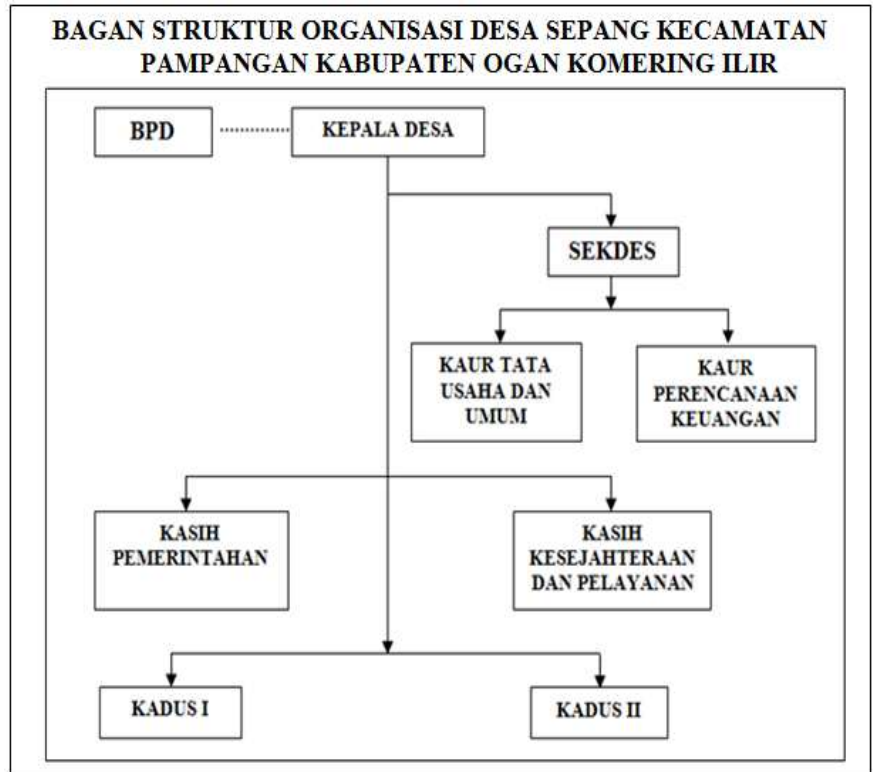 BAGAN STRUKTUR ORGANISASI DESA SEPANG KECAMATAN
PAMPANGAN KABUPATEN OGAN KOMERING ILIR
BPD
KEPALA DESA
SEKDES
KAUR TATA
USAHA DAN
UMUM
KAUR
PERENCANAAN
KEUANGAN
KASIH
PEMERINTAHAN
KASIH
KESEJAHTERAAN
DAN PELAYANAN
KADUS I
KADUS II